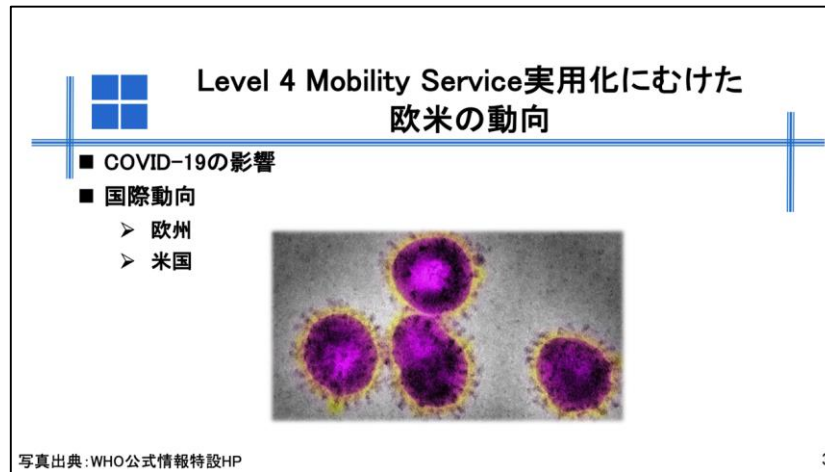 Level 4 Mobility Service実用化にむけた
欧米の動向
■ COVID-19の影響
■ 国際動向
➢ 欧州
➢ 米国
写真出典:WHO公式情報特設HP